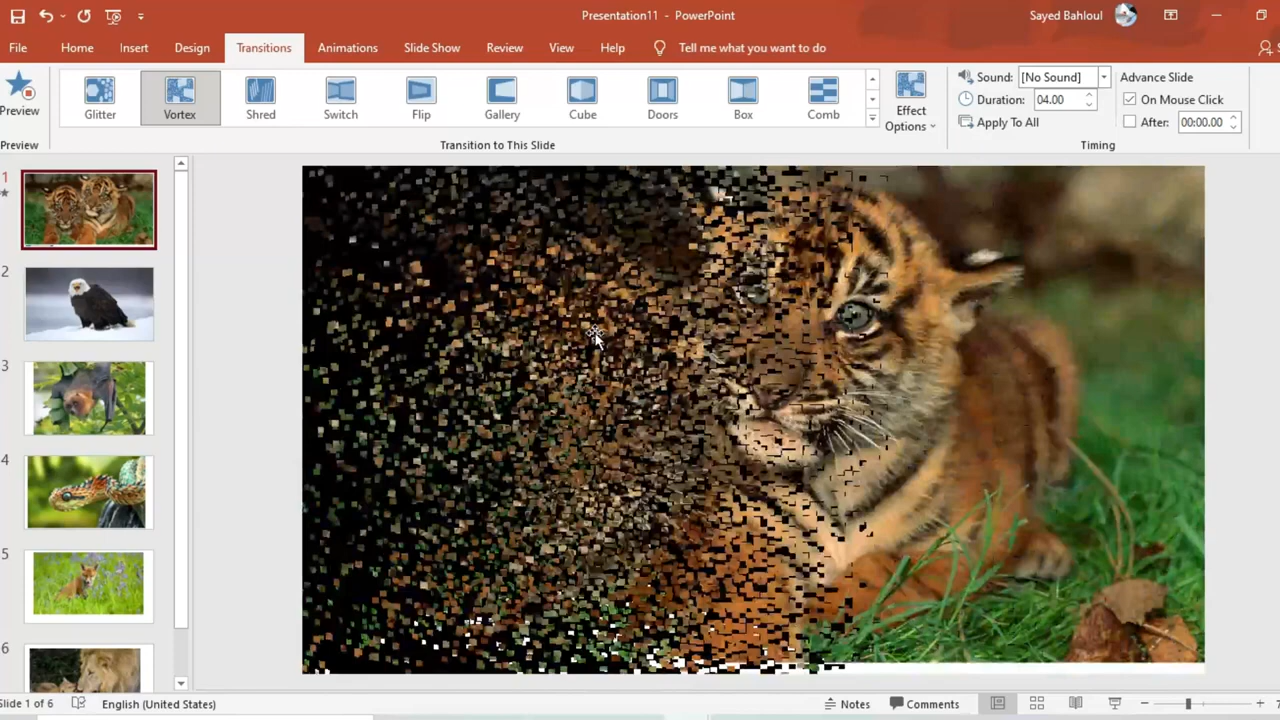 Presentation11 - PowerPoint
Sayed Bahloul
File Home Insert Design Transitions Animations Slide Show Review View Help Tell me what you want to do
Preview
Glitter Vortex Shred Switch Flip Gallery Cube Doors Box Comb
Effect
Options
Sound: [No Sound]
Duration: 04.00
Apply To All
Advance Slide
On Mouse Click
After: 00:00.00
Preview
Transition to This Slide
Timing
1
2
3
4
5
6
Slide 1 of 6 English (United States)
Notes Comments